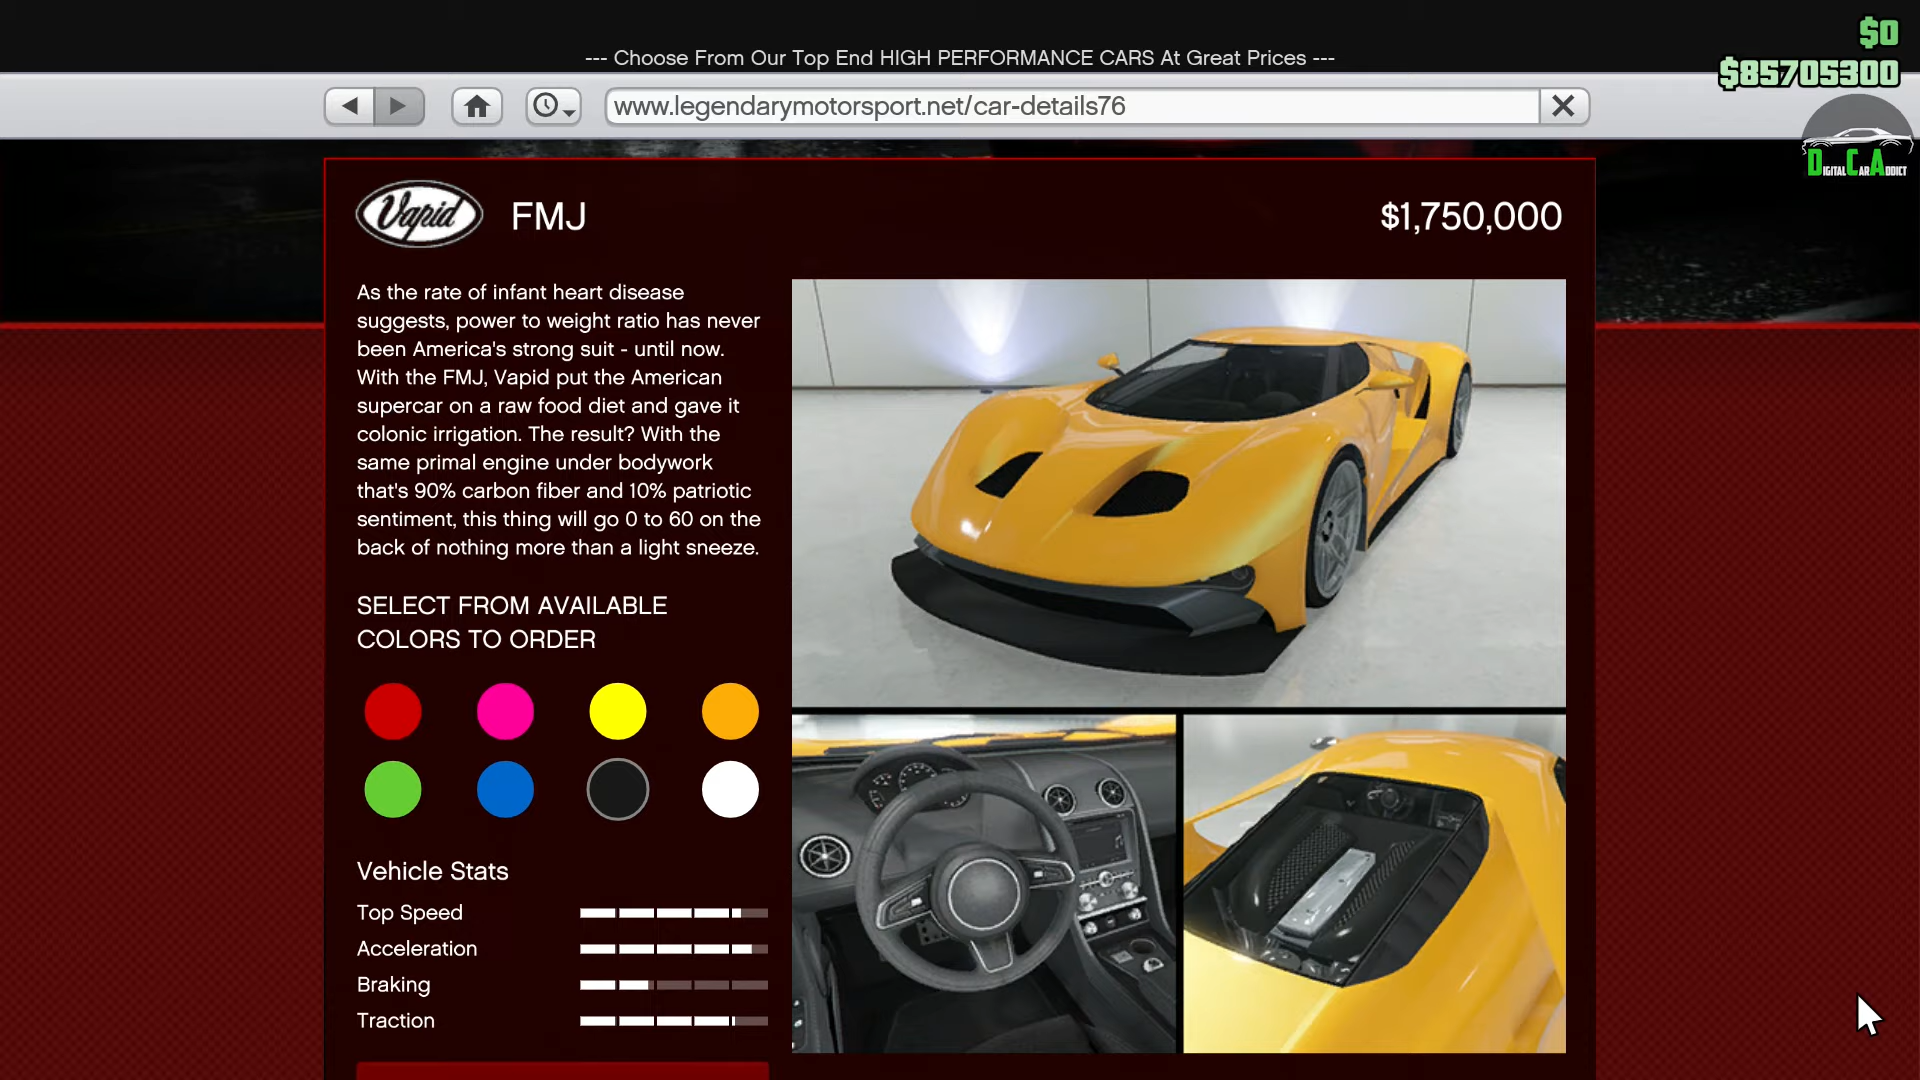 --- Choose From Our Top End HIGH PERFORMANCE CARS At Great Prices ---
$0
$85705300
www.legendarymotorsport.net/car-details76
DIGITALCARADDICT
Vapid
FMJ
$1,750,000
As the rate of infant heart disease
suggests, power to weight ratio has never
been America's strong suit - until now.
With the FMJ, Vapid put the American
supercar on a raw food diet and gave it
colonic irrigation. The result? With the
same primal engine under bodywork
that's 90% carbon fiber and 10% patriotic
sentiment, this thing will go 0 to 60 on the
back of nothing more than a light sneeze.
SELECT FROM AVAILABLE
COLORS TO ORDER
Vehicle Stats
Top Speed
Acceleration
Braking
Traction